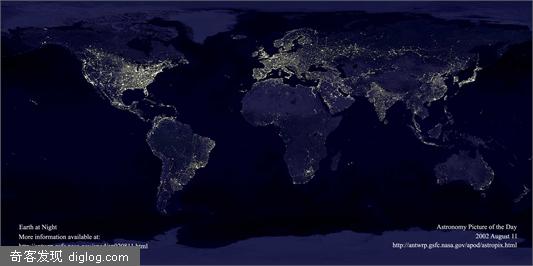 Earth at Night
More information available at:
http://antwrp.gsfc.nasa.gov/apod/ap020811.html
Astronomy Picture of the Day
2002 August 11
http://antwrp.gsfc.nasa.gov/apod/astropix.html
奇客发现 diglog.com